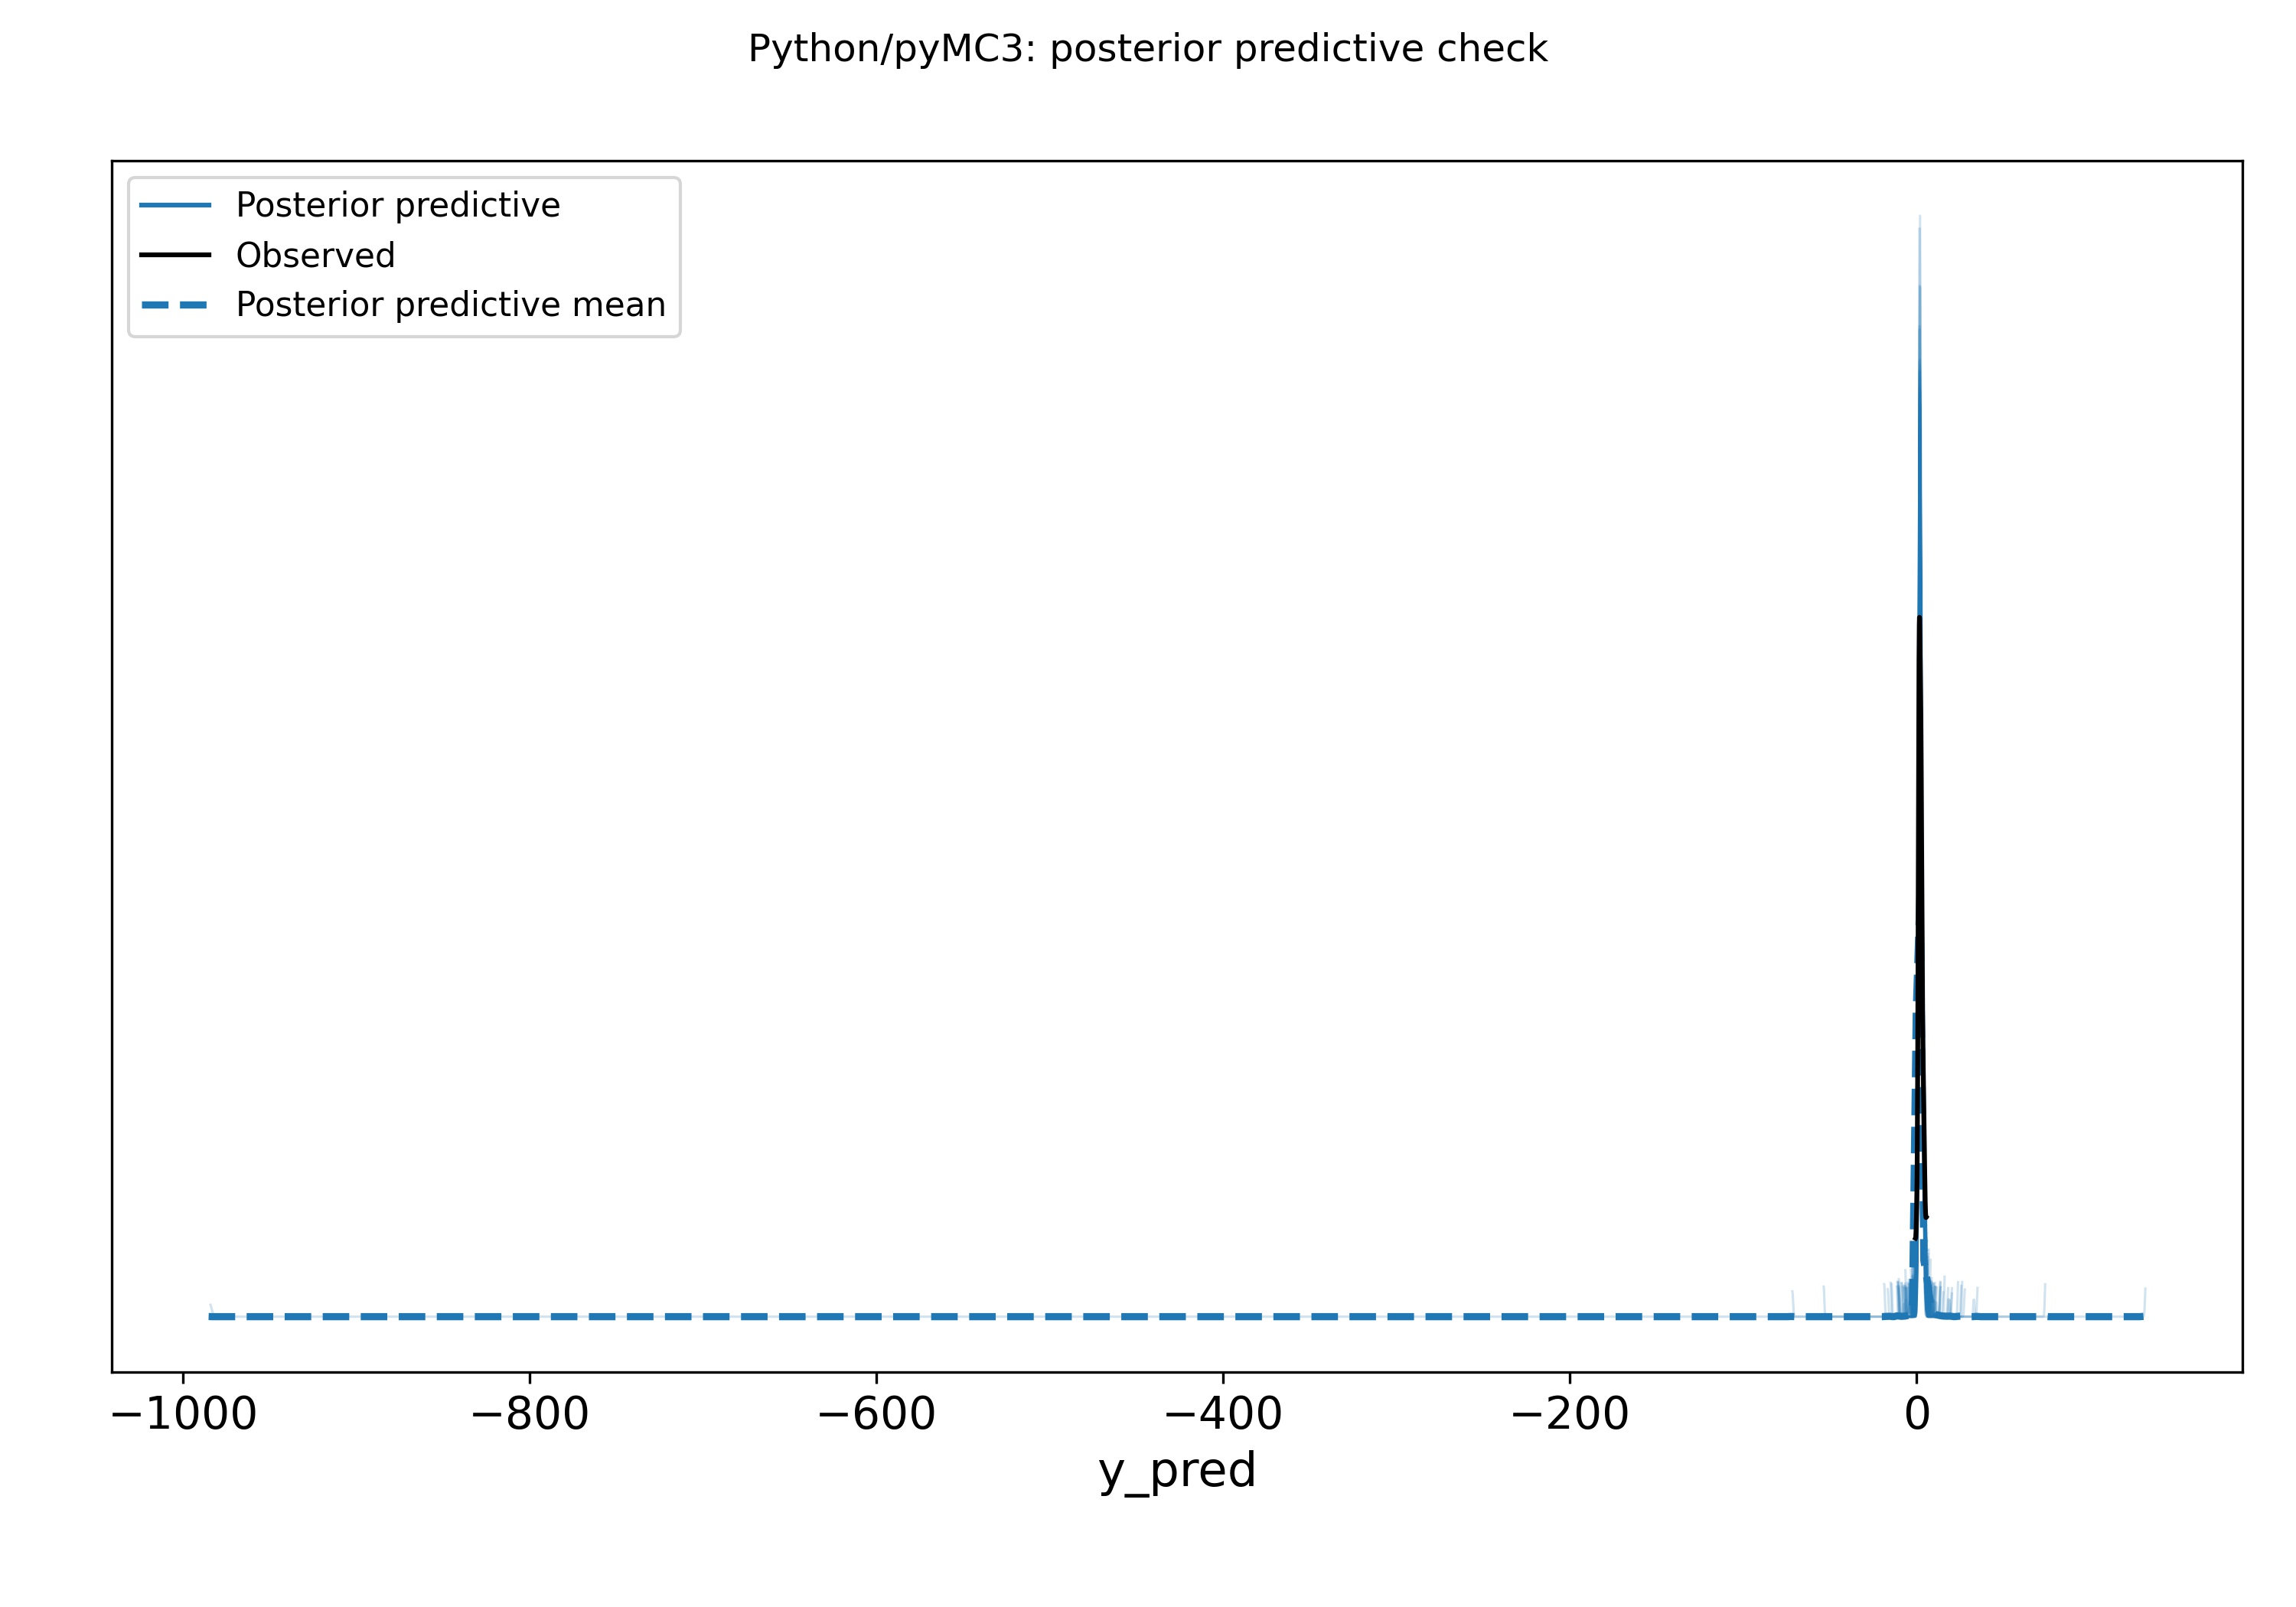 Python/pyMC3: posterior predictive check
Posterior predictive
Observed
Posterior predictive mean
−1000 −800 −600 −400 −200 0
y_pred